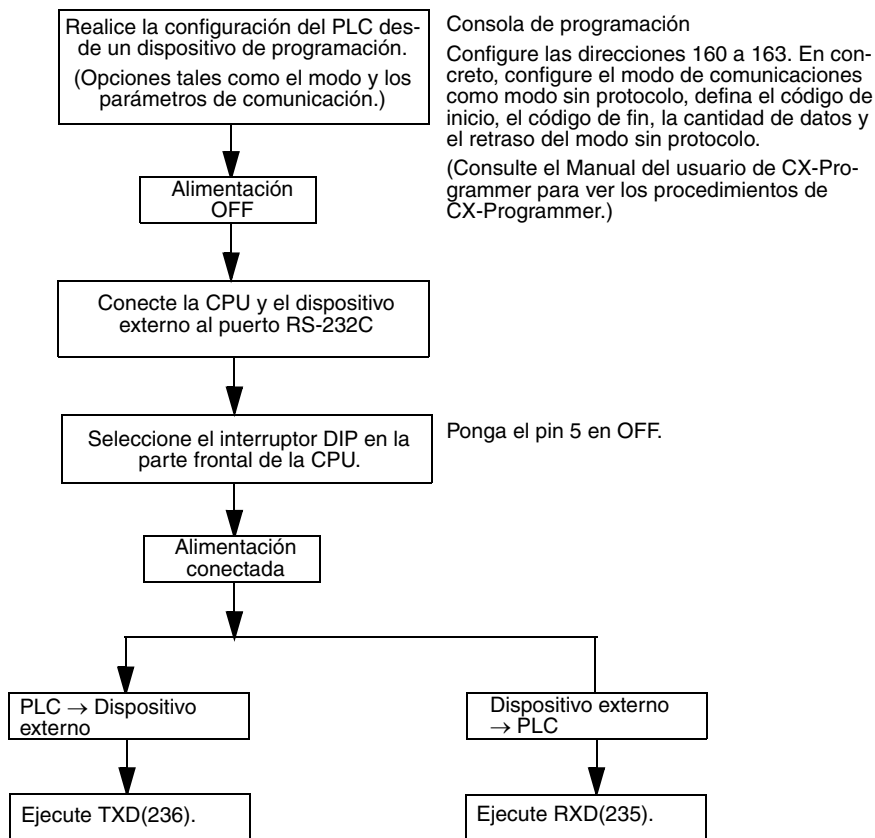 Realice la configuración del PLC des-
de un dispositivo de programación.
(Opciones tales como el modo y los
parámetros de comunicación.)
Consola de programación
Configure las direcciones 160 a 163. En con-
creto, configure el modo de comunicaciones
como modo sin protocolo, defina el código de
inicio, el código de fin, la cantidad de datos y
el retraso del modo sin protocolo.
(Consulte el Manual del usuario de CX-Pro-
grammer para ver los procedimientos de
CX-Programmer.)
Alimentación
OFF
Conecte la CPU y el dispositivo
externo al puerto RS-232C
Seleccione el interruptor DIP en la
parte frontal de la CPU.
Ponga el pin 5 en OFF.
Alimentación
conectada
PLC → Dispositivo
externo
Dispositivo externo
→ PLC
Ejecute TXD(236).
Ejecute RXD(235).